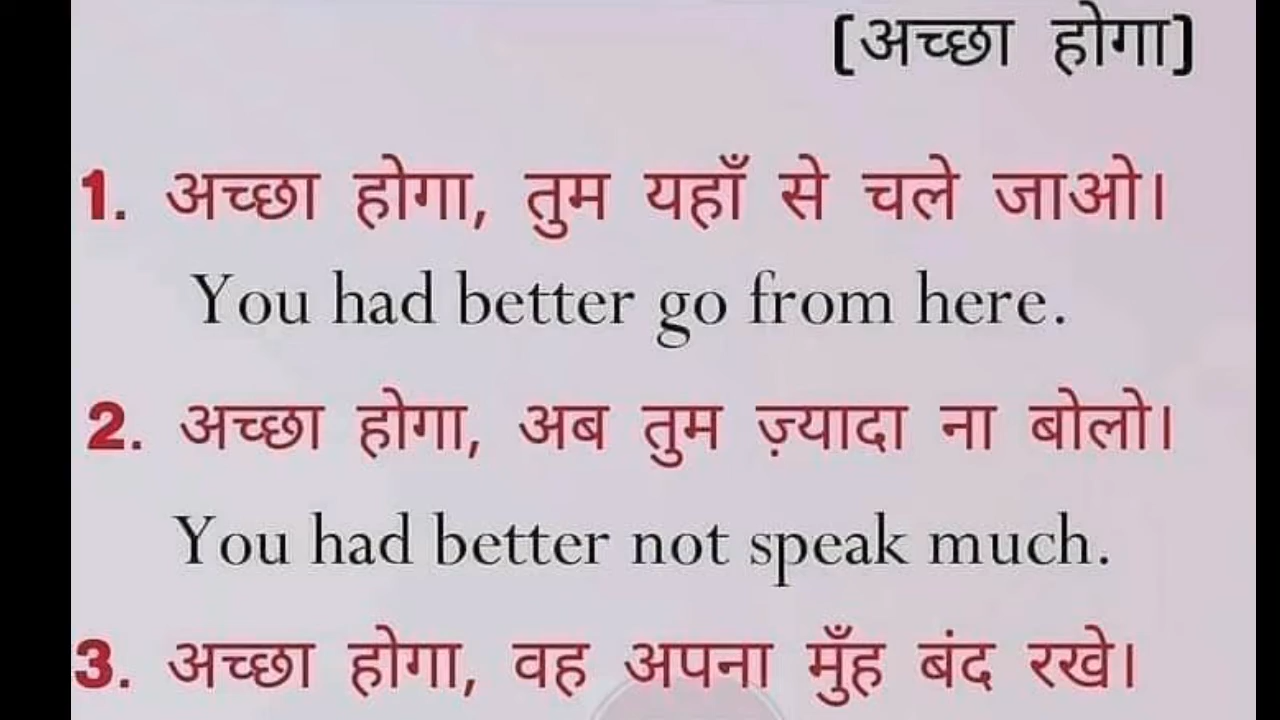 (अच्छा होगा)
1. अच्छा होगा, तुम यहाँ से चले जाओ।
You had better go from here.
2. अच्छा होगा, अब तुम ज़्यादा ना बोलो।
You had better not speak much.
3. अच्छा होगा, वह अपना मुँह बंद रखे।